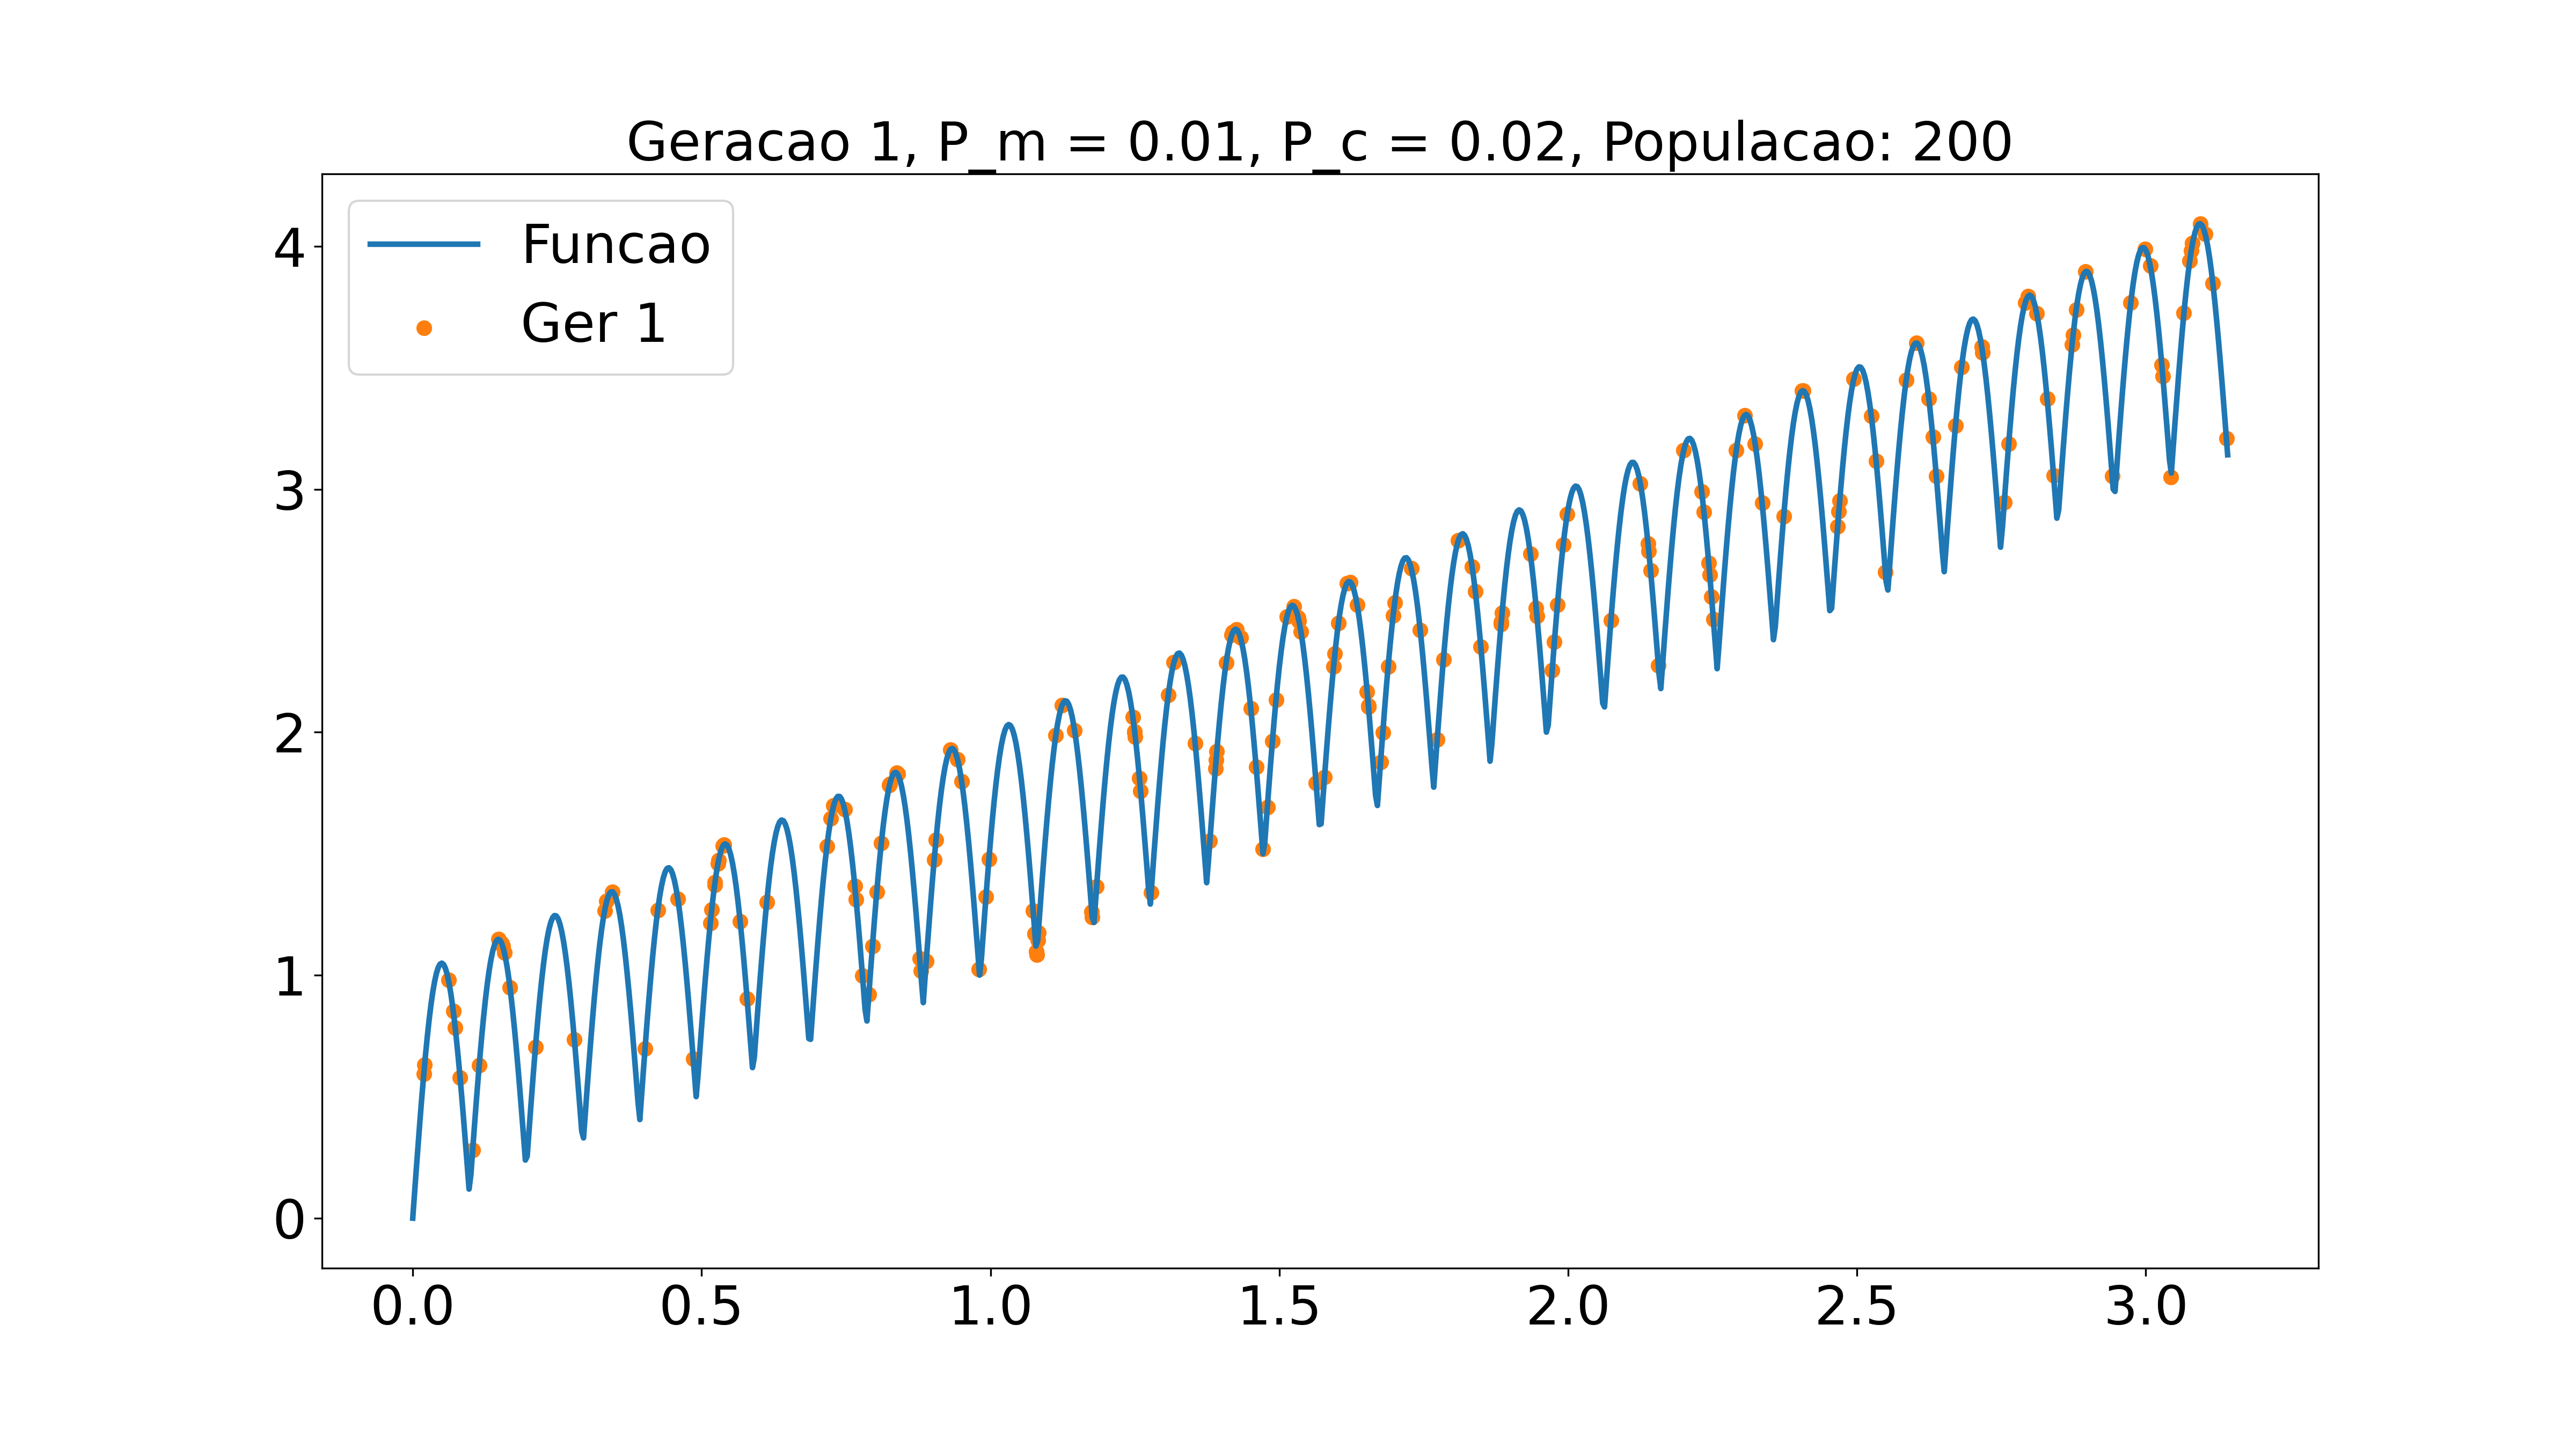 Geracao 1, P_m = 0.01, P_c = 0.02, Populacao: 200
Funcao
Ger 1
4
3
2
1
0
0.0 0.5 1.0 1.5 2.0 2.5 3.0